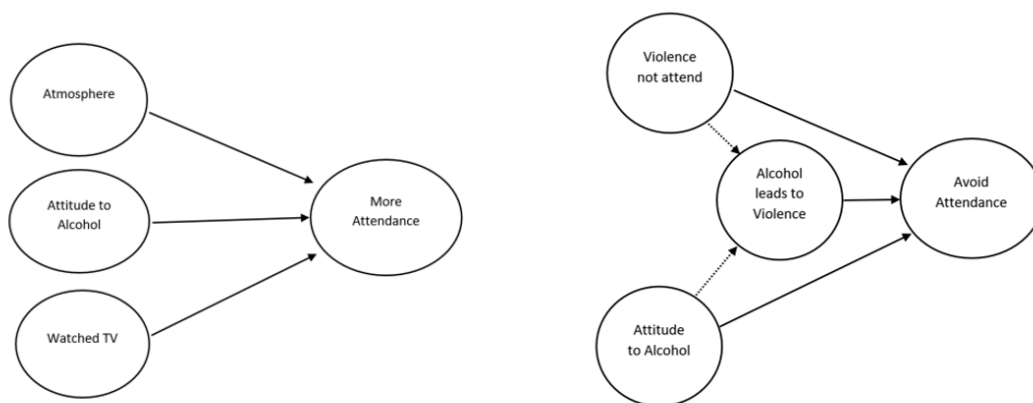 Atmosphere
Attitude to
Alcohol
Watched TV
More
Attendance
Violence
not attend
Alcohol
leads to
Violence
Attitude
to Alcohol
Avoid
Attendance